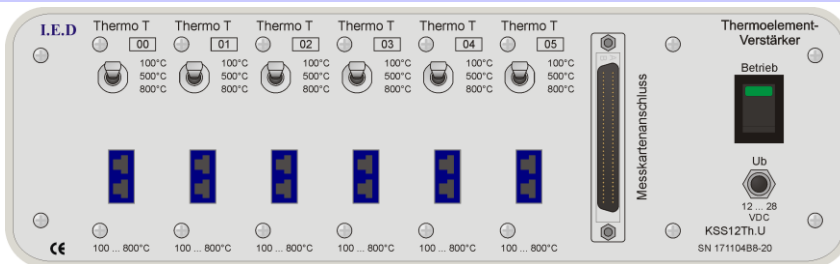 I.E.D
Thermo T
00
100°C
500°C
800°C
100 ... 800°C
Thermo T
01
100°C
500°C
800°C
100 ... 800°C
Thermo T
02
100°C
500°C
800°C
100 ... 800°C
Thermo T
03
100°C
500°C
800°C
100 ... 800°C
Thermo T
04
100°C
500°C
800°C
100 ... 800°C
Thermo T
05
100°C
500°C
800°C
100 ... 800°C
CE
Messkartenanschluss
Thermoelement-
Verstärker
Betrieb
Ub
12 ... 28
VDC
KSS12Th.U
SN 171104B8-20